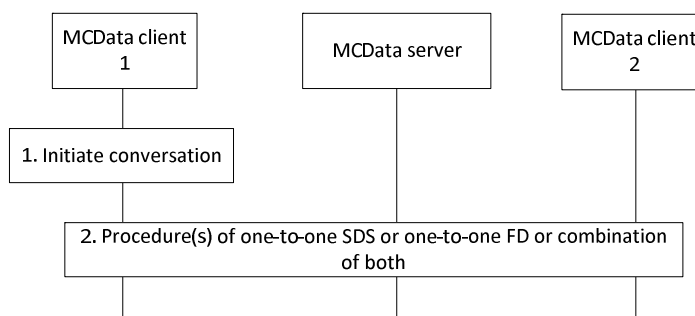 MCData client
1
MCData server
MCData client
2
1. Initiate conversation
2. Procedure(s) of one-to-one SDS or one-to-one FD or combination
of both